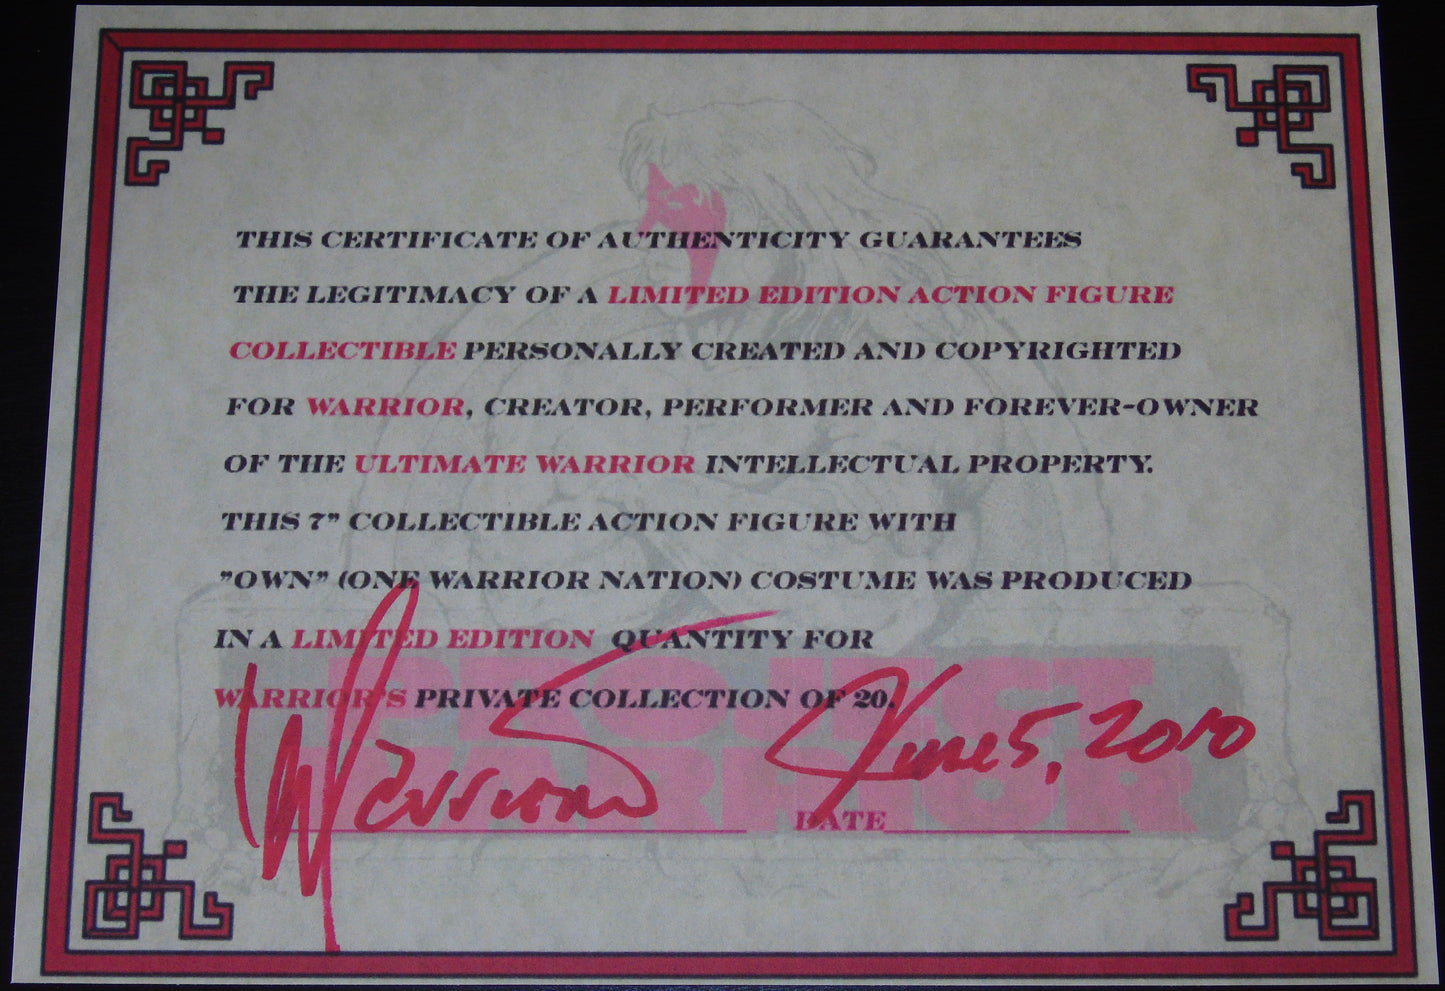 THIS CERTIFICATE OF AUTHENTICITY GUARANTEES
THE LEGITIMACY OF A LIMITED EDITION ACTION FIGURE
COLLECTIBLE PERSONALLY CREATED AND COPYRIGHTED
FOR WARRIOR, CREATOR, PERFORMER AND FOREVER-OWNER
OF THE ULTIMATE WARRIOR INTELLECTUAL PROPERTY.
THIS 7" COLLECTIBLE ACTION FIGURE WITH
"OWN" (ONE WARRIOR NATION) COSTUME WAS PRODUCED
IN A LIMITED EDITION QUANTITY FOR
WARRIOR'S PRIVATE COLLECTION OF 20.
PROJECT
WARRIOR
Warrior June 5, 2010
DATE